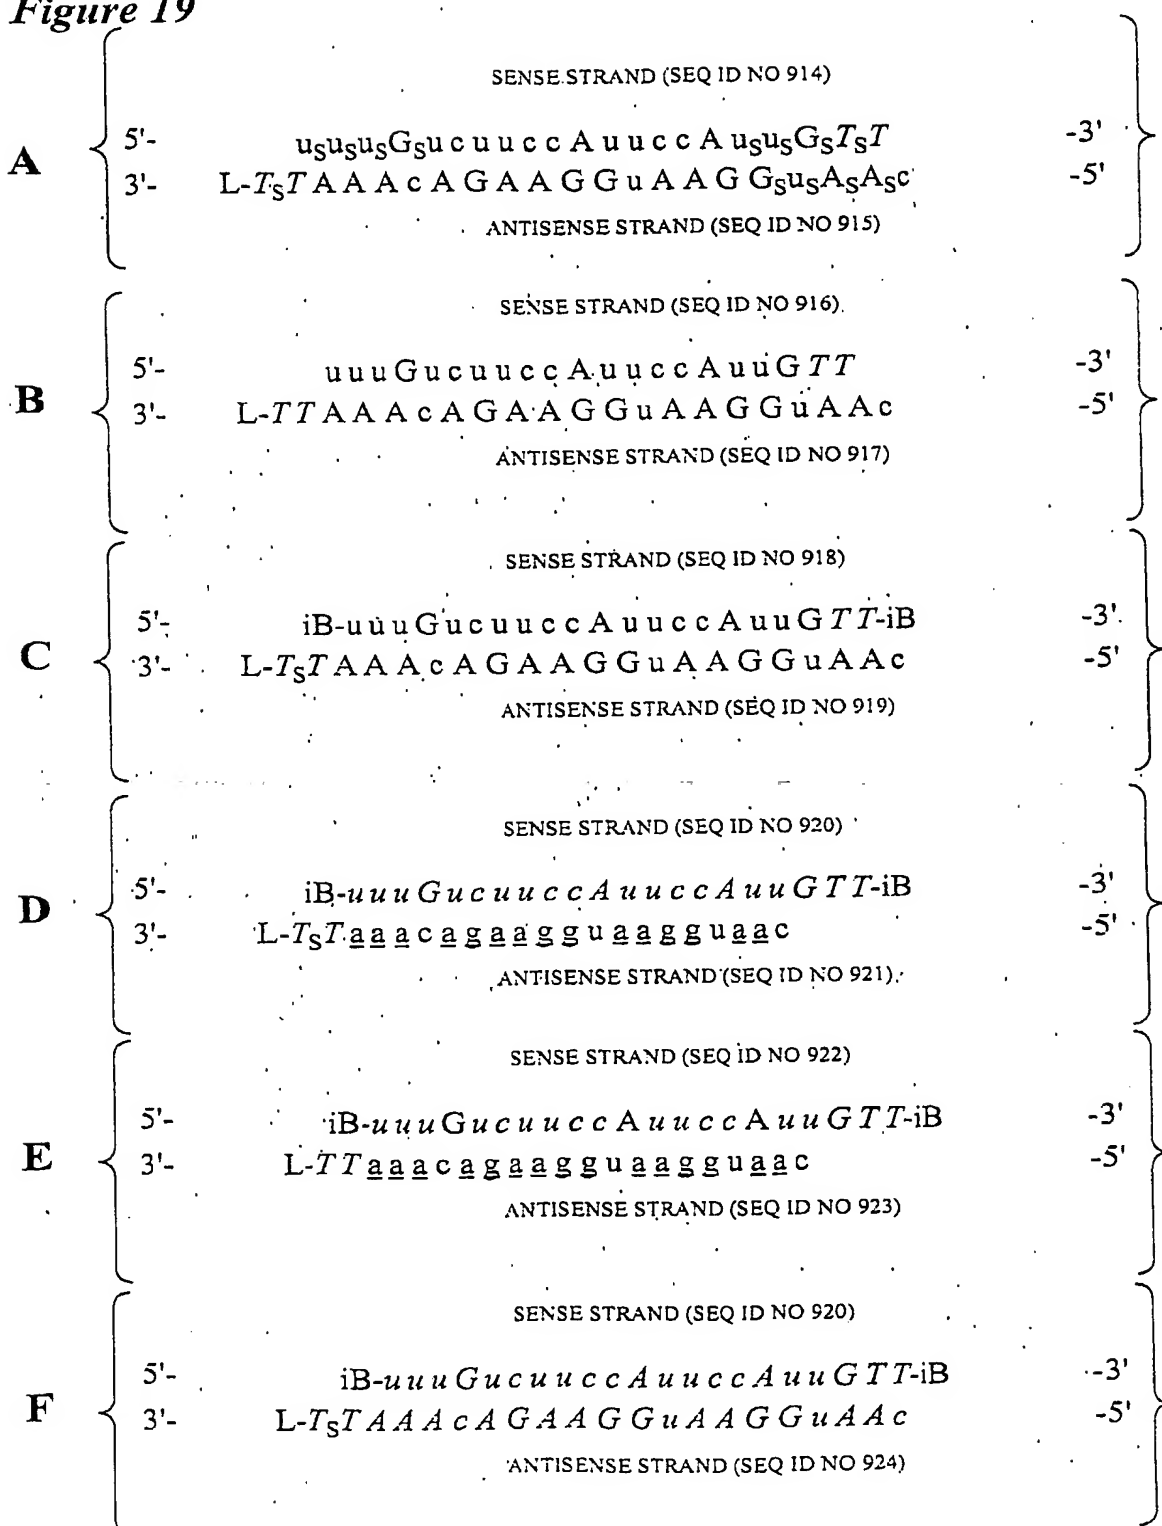 Figure 19
SENSE STRAND (SEQ ID NO 914)
A
5'- usususGsucuuccAuuccAususGsTsT -3'
3'- L-TsTAAAcAGAAGGuAAGGsusAsAsc -5'
ANTISENSE STRAND (SEQ ID NO 915)
SENSE STRAND (SEQ ID NO 916)
B
5'- uuuGucuuccAuuccAuuGTT -3'
3'- L-TTAAAcAGAAGGuAAGGuAAc -5'
ANTISENSE STRAND (SEQ ID NO 917)
SENSE STRAND (SEQ ID NO 918)
C
5'- iB-uuuGucuuccAuuccAuuGTT-iB -3'
3'- L-TsTAAAcAGAAGGuAAGGuAAc -5'
ANTISENSE STRAND (SEQ ID NO 919)
SENSE STRAND (SEQ ID NO 920)
D
5'- iB-uuuGucuuccAuuccAuuGTT-iB -3'
3'- L-TsTaaacagaagguaagguaac -5'
ANTISENSE STRAND (SEQ ID NO 921)
SENSE STRAND (SEQ ID NO 922)
E
5'- iB-uuuGucuuccAuuccAuuGTT-iB -3'
3'- L-TTaaacagaagguaagguaac -5'
ANTISENSE STRAND (SEQ ID NO 923)
SENSE STRAND (SEQ ID NO 920)
F
5'- iB-uuuGucuuccAuuccAuuGTT-iB -3'
3'- L-TsTAAAcAGAAGGuAAGGuAAc -5'
ANTISENSE STRAND (SEQ ID NO 924)